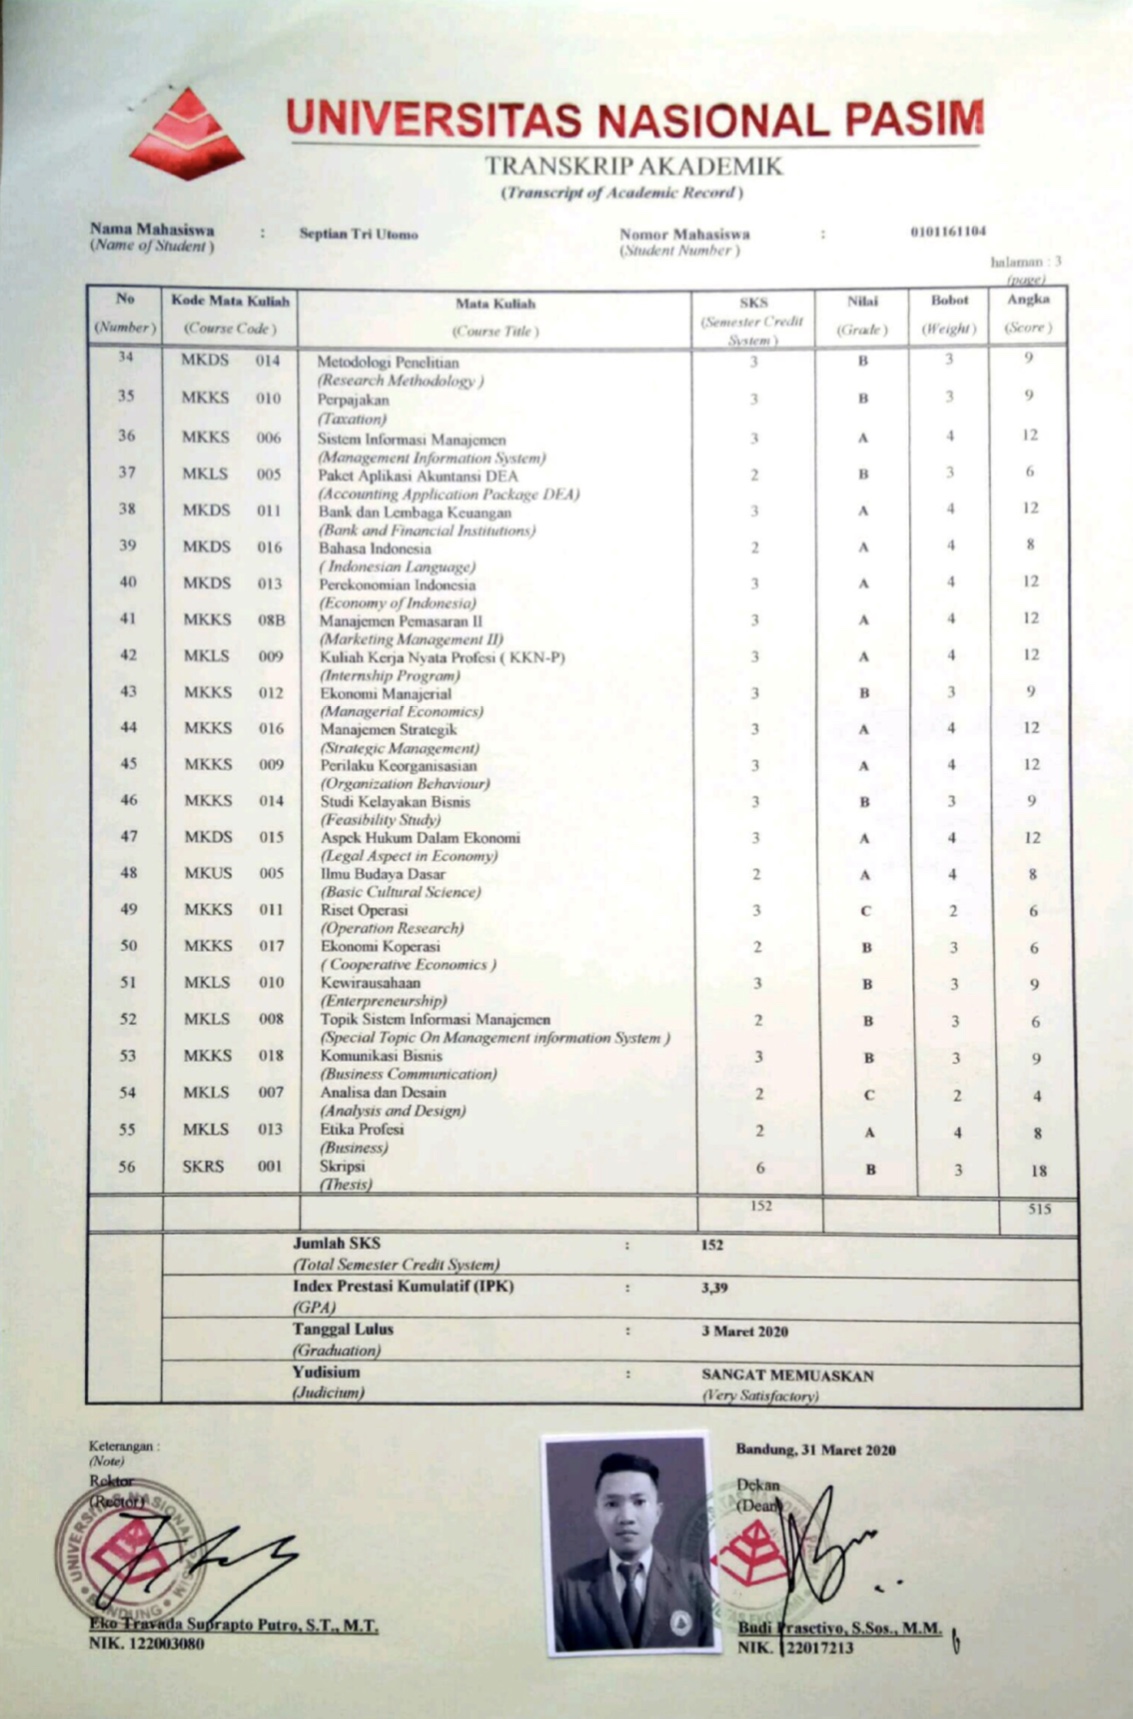 UNIVERSITAS NASIONAL PASIM
TRANSKRIP AKADEMIK
(Transcript of Academic Record )
Nama Mahasiswa : Septian Tri Utomo Nomor Mahasiswa : 0101161104
(Name of Student ) (Student Number )
halaman : 3
(page)
No Kode Mata Kuliah Mata Kuliah SKS Nilai Bobot Angka
(Number) (Course Code ) (Course Title ) (Semester Credit System ) (Grade ) (Weight ) (Score )
34 MKDS 014 Metodologi Penelitian 3 B 3 9
(Research Methodology )
35 MKKS 010 Perpajakan 3 B 3 9
(Taxation)
36 MKKS 006 Sistem Informasi Manajemen 3 A 4 12
(Management Information System)
37 MKLS 005 Paket Aplikasi Akuntansi DEA 2 B 3 6
(Accounting Application Package DEA)
38 MKDS 011 Bank dan Lembaga Keuangan 3 A 4 12
(Bank and Financial Institutions)
39 MKDS 016 Bahasa Indonesia 2 A 4 8
( Indonesian Language)
40 MKDS 013 Perekonomian Indonesia 3 A 4 12
(Economy of Indonesia)
41 MKKS 08B Manajemen Pemasaran II 3 A 4 12
(Marketing Management II)
42 MKLS 009 Kuliah Kerja Nyata Profesi ( KKN-P) 3 A 4 12
(Internship Program)
43 MKKS 012 Ekonomi Manajerial 3 B 3 9
(Managerial Economics)
44 MKKS 016 Manajemen Strategik 3 A 4 12
(Strategic Management)
45 MKKS 009 Perilaku Keorganisasian 3 A 4 12
(Organization Behaviour)
46 MKKS 014 Studi Kelayakan Bisnis 3 B 3 9
(Feasibility Study)
47 MKDS 015 Aspek Hukum Dalam Ekonomi 3 A 4 12
(Legal Aspect in Economy)
48 MKUS 005 Ilmu Budaya Dasar 2 A 4 8
(Basic Cultural Science)
49 MKKS 011 Riset Operasi 3 C 2 6
(Operation Research)
50 MKKS 017 Ekonomi Koperasi 2 B 3 6
( Cooperative Economics )
51 MKLS 010 Kewirausahaan 3 B 3 9
(Enterpreneurship)
52 MKLS 008 Topik Sistem Informasi Manajemen 2 B 3 6
(Special Topic On Management information System )
53 MKKS 018 Komunikasi Bisnis 3 B 3 9
(Business Communication)
54 MKLS 007 Analisa dan Desain 2 C 2 4
(Analysis and Design)
55 MKLS 013 Etika Profesi 2 A 4 8
(Business)
56 SKRS 001 Skripsi 6 B 3 18
(Thesis)
152 515
Jumlah SKS : 152
(Total Semester Credit System)
Index Prestasi Kumulatif (IPK) : 3,39
(GPA)
Tanggal Lulus : 3 Maret 2020
(Graduation)
Yudisium : SANGAT MEMUASKAN
(Judicium) (Very Satisfactory)
Keterangan :
(Note)
Rektor
(Rector)
UNIVERSITAS NASIONAL PASIM
BANDUNG
Eko Travada Suprapto Putro, S.T., M.T.
NIK. 122003080
Bandung, 31 Maret 2020
Dekan
(Dean)
Budi Prasetiyo, S.Sos., M.M.
NIK. 122017213